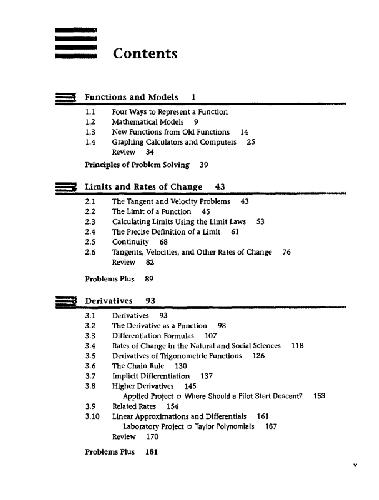 Contents
Functions and Models 1
1.1 Four Ways to Represent a Function
1.2 Mathematical Models 9
1.3 New Functions from Old Functions 14
1.4 Graphing Calculators and Computers 25
Review 34
Principles of Problem Solving 39
Limits and Rates of Change 43
2.1 The Tangent and Velocity Problems 43
2.2 The Limit of a Function 45
2.3 Calculating Limits Using the Limit Laws 53
2.4 The Precise Definition of a Limit 61
2.5 Continuity 68
2.6 Tangents, Velocities, and Other Rates of Change 76
Review 82
Problems Plus 89
Derivatives 93
3.1 Derivatives 93
3.2 The Derivative as a Function 98
3.3 Differentiation Formulas 107
3.4 Rates of Change in the Natural and Social Sciences 118
3.5 Derivatives of Trigonometric Functions 126
3.6 The Chain Rule 130
3.7 Implicit Differentiation 137
3.8 Higher Derivatives 145
Applied Project □ Where Should a Pilot Start Descent? 153
3.9 Related Rates 154
3.10 Linear Approximations and Differentials 161
Laboratory Project □ Taylor Polynomials 167
Review 170
Problems Plus 181
v